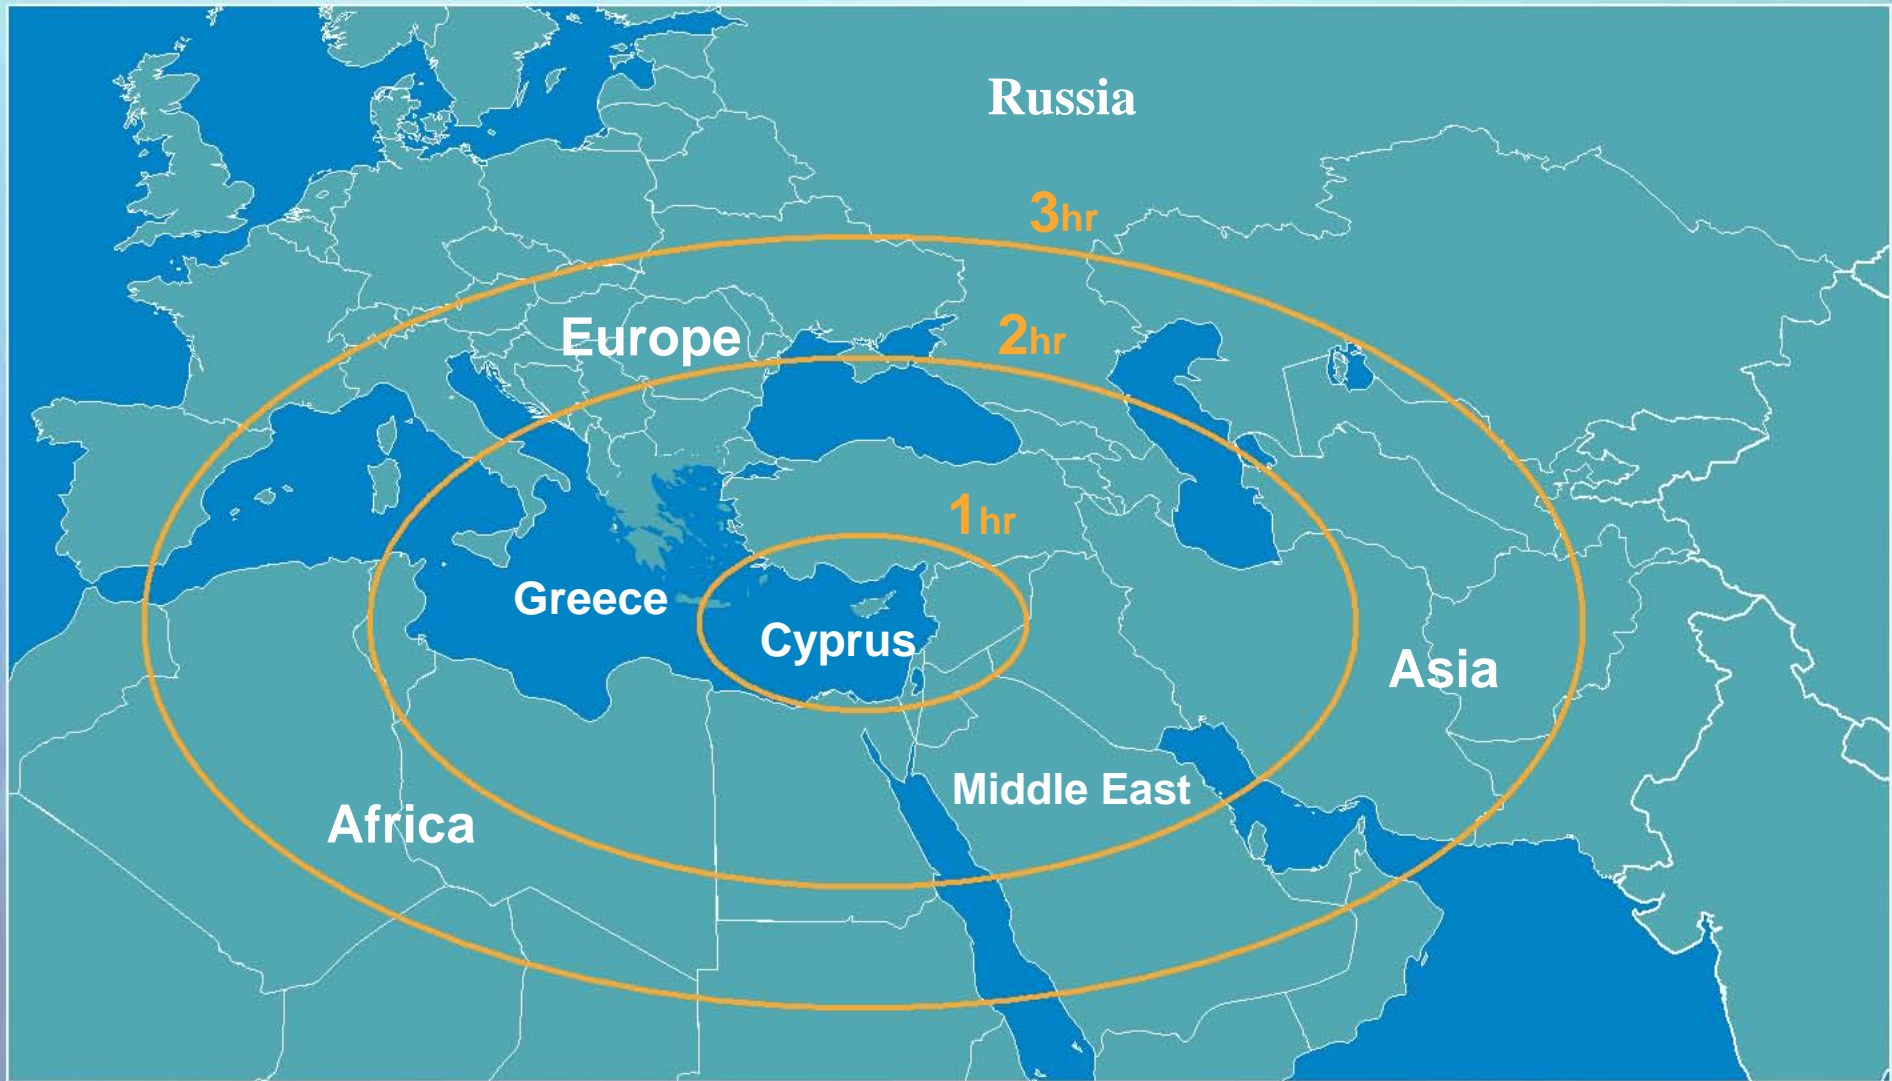 Russia
3hr
2hr
Europe
1hr
Greece
Cyprus
Asia
Middle East
Africa